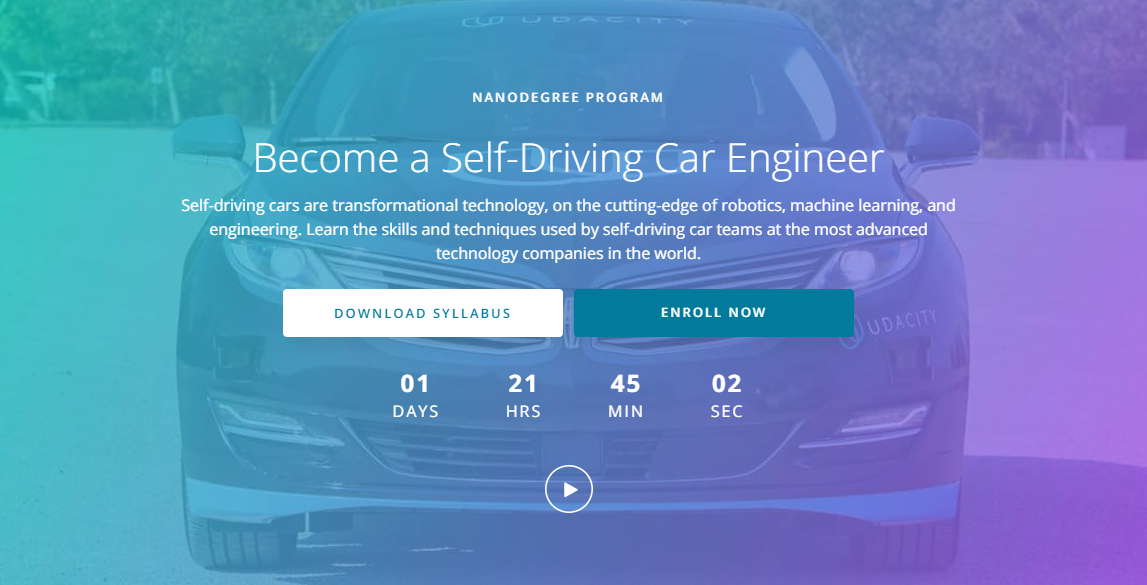 UDACITY
NANODEGREE PROGRAM
Become a Self-Driving Car Engineer
Self-driving cars are transformational technology, on the cutting-edge of robotics, machine learning, and
engineering. Learn the skills and techniques used by self-driving car teams at the most advanced
technology companies in the world.
DOWNLOAD SYLLABUS
ENROLL NOW
UDACITY
01 21 45 02
DAYS HRS MIN SEC